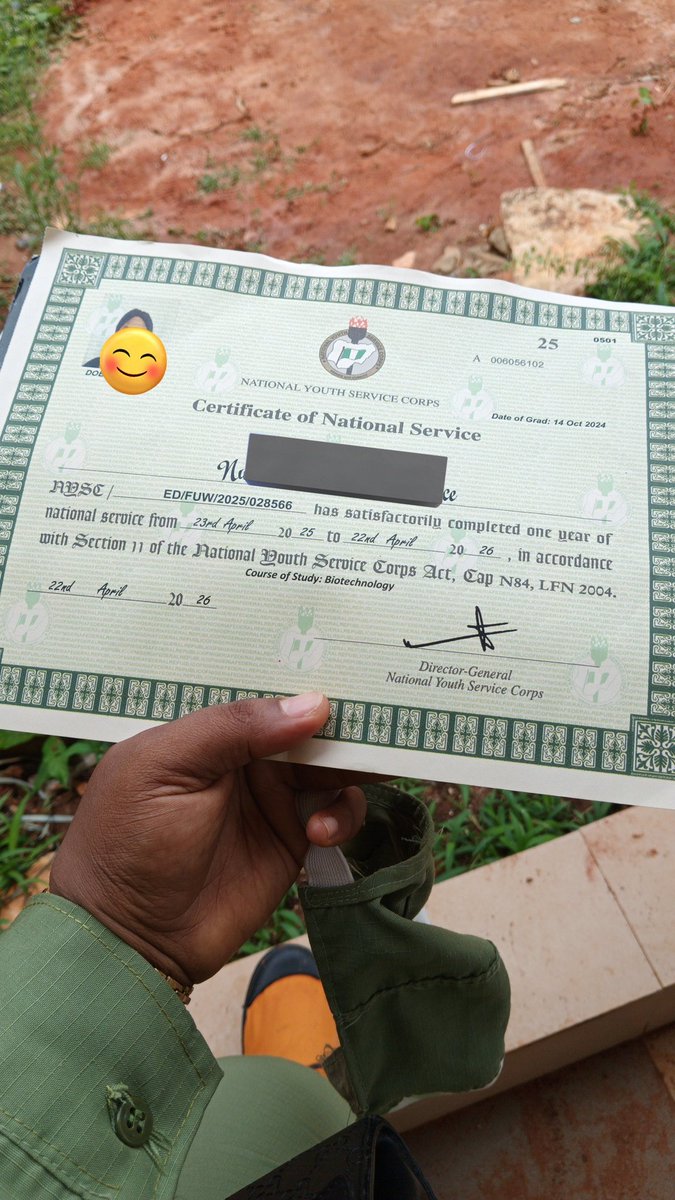 25
0501
A 006056102
NATIONAL YOUTH SERVICE CORPS
Certificate of National Service
Date of Grad: 14 Oct 2024
NYSC/ ED/FUW/2025/028566 has satisfactorily completed one year of
national service from 23rd April 20 25 to 22nd April 20 26, in accordance
with Section 11 of the National Youth Service Corps Act, Cap N84, LFN 2004.
Course of Study: Biotechnology
22nd April 20 26
Director-General
National Youth Service Corps